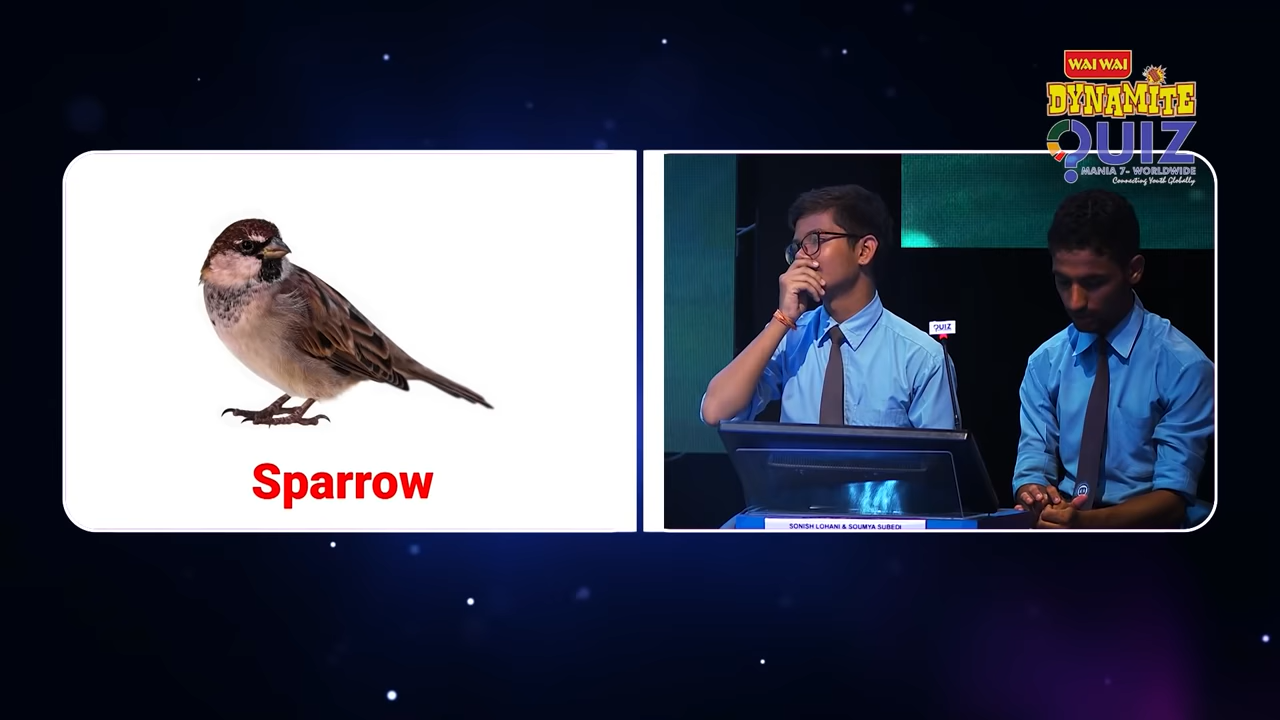 WAI WAI
DYNAMITE
QUIZ
MANIA 7- WORLDWIDE
Connecting Youth Globally
QUIZ
Sparrow
SONISH LOHANI & SOUMYA SUBEDI